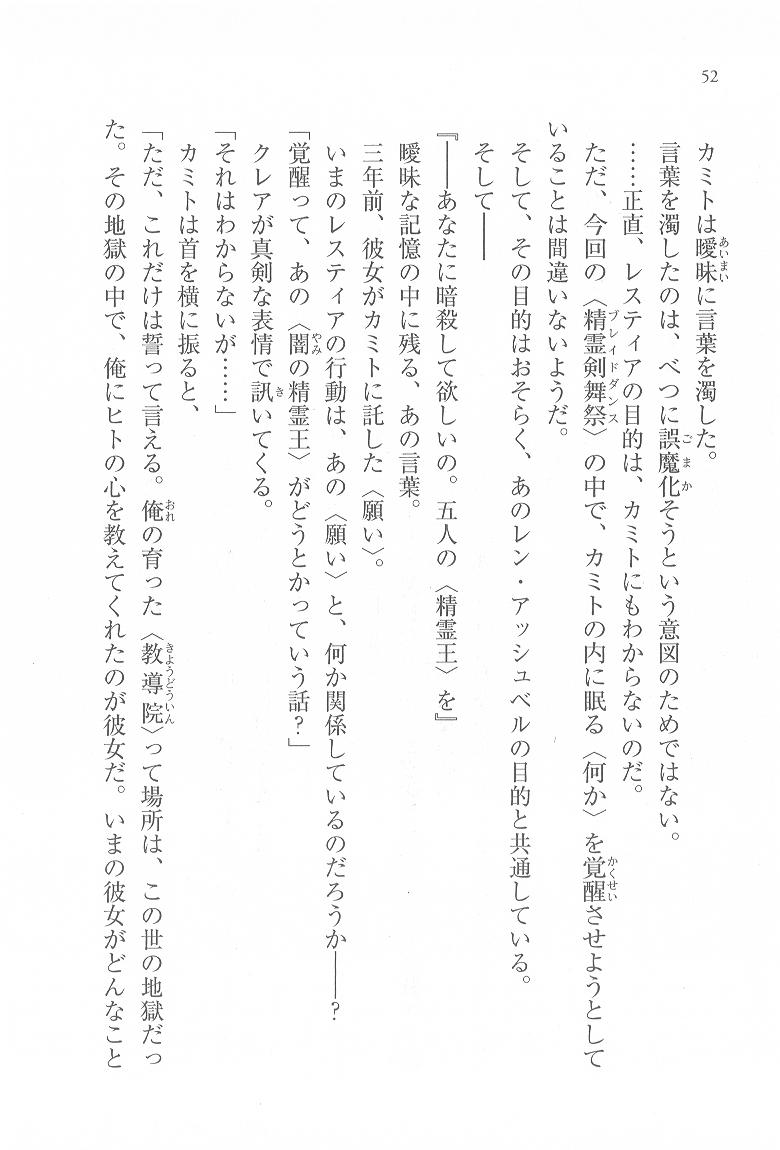 52
カミトは曖昧に言葉を濁した。
言葉を濁したのは、べつに誤魔化そうという意図のためではない。
……正直、レスティアの目的は、カミトにもわからないのだ。
ただ、今回の〈精霊剣舞祭〉の中で、カミトの内に眠る〈何か〉を覚醒させようとして
いることは間違いないようだ。
そして、その目的はおそらく、あのレン・アッシュベルの目的と共通している。
そして――
『――あなたに暗殺して欲しいの。五人の〈精霊王〉を』
曖昧な記憶の中に残る、あの言葉。
三年前、彼女がカミトに託した〈願い〉。
いまのレスティアの行動は、あの〈願い〉と、何か関係しているのだろうか――？
「覚醒って、あの〈闇の精霊王〉がどうとかっていう話？」
クレアが真剣な表情で訊いてくる。
「それはわからないが……」
カミトは首を横に振ると、
「ただ、これだけは誓って言える。俺の育った〈教導院〉って場所は、この世の地獄だっ
た。その地獄の中で、俺にヒトの心を教えてくれたのが彼女だ。いまの彼女がどんなこと